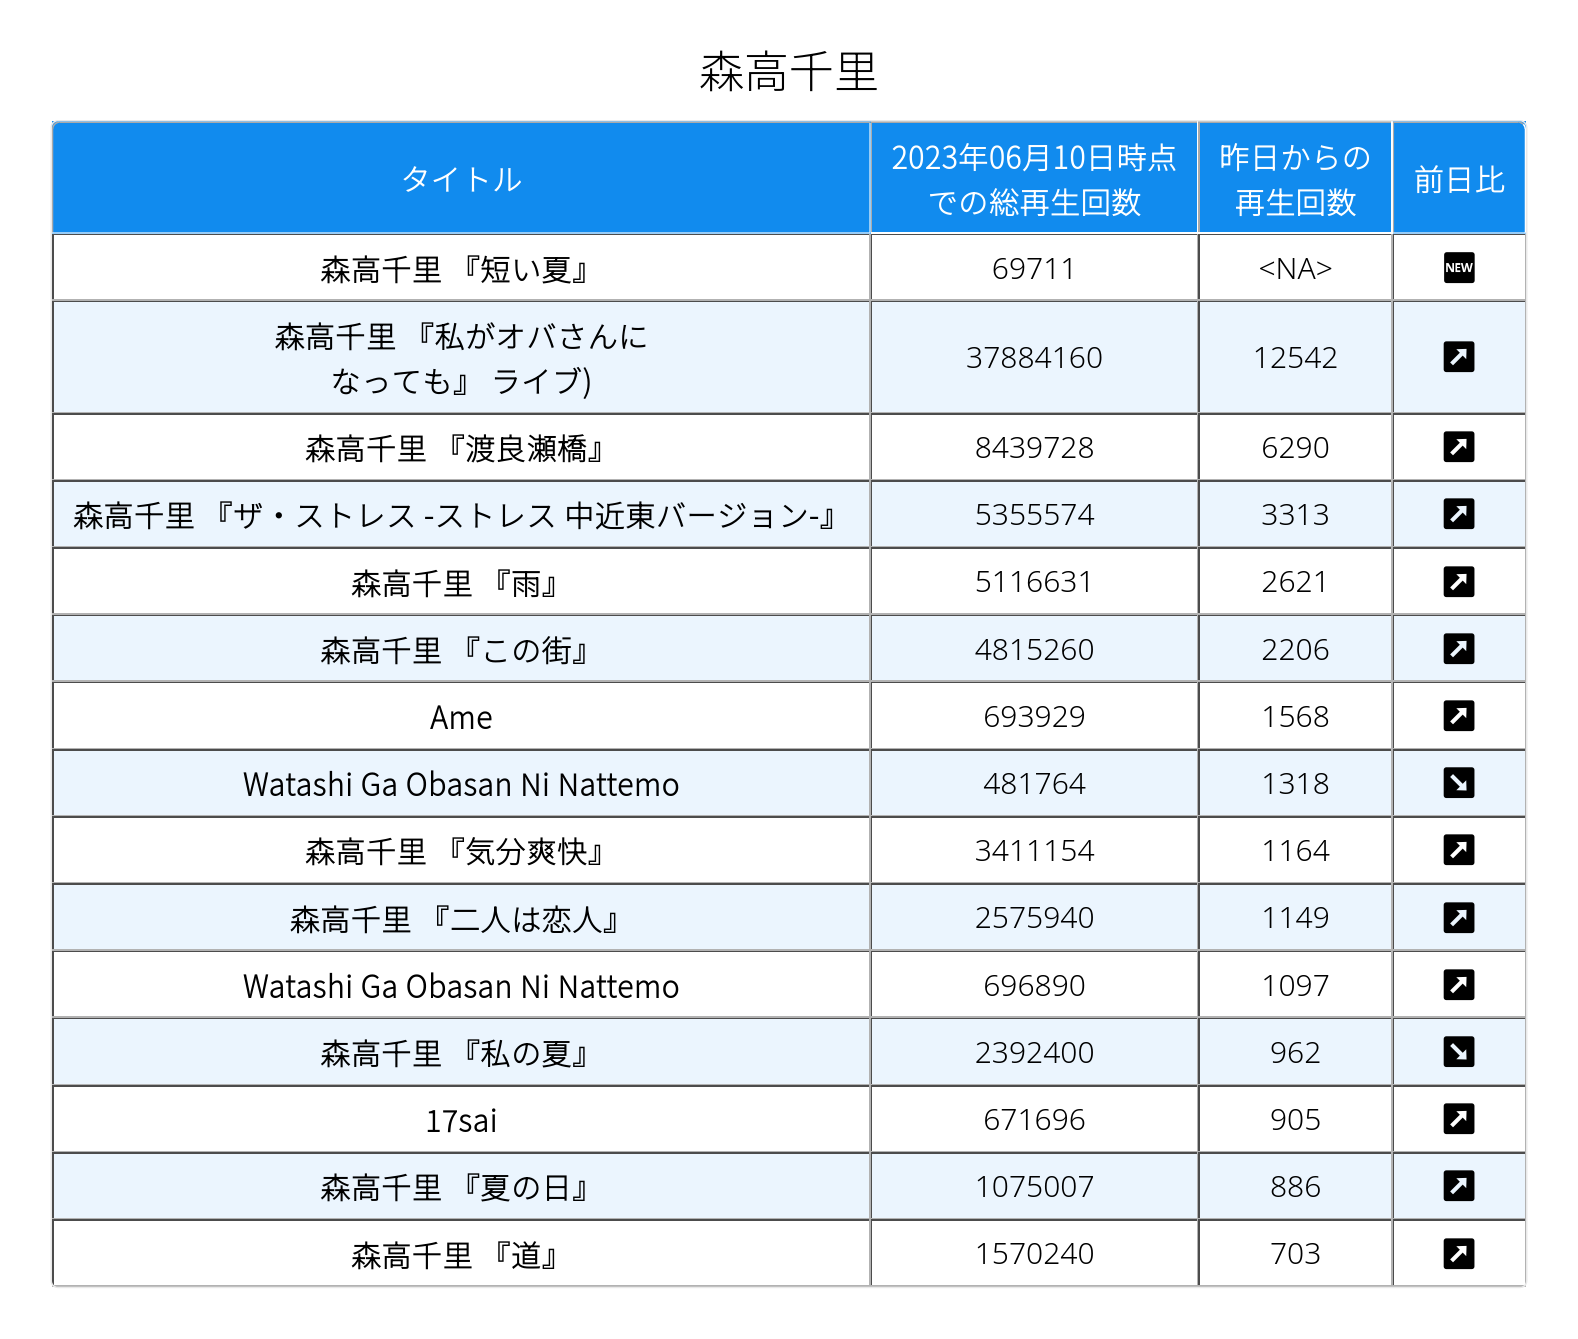 森高千里
タイトル
2023年06月10日時点
での総再生回数
昨日からの
再生回数
前日比
森高千里 『短い夏』 69711 <NA> NEW
森高千里 『私がオバさんに
なっても』 ライブ) 37884160 12542
森高千里 『渡良瀬橋』 8439728 6290
森高千里 『ザ・ストレス -ストレス 中近東バージョン-』 5355574 3313
森高千里 『雨』 5116631 2621
森高千里 『この街』 4815260 2206
Ame 693929 1568
Watashi Ga Obasan Ni Nattemo 481764 1318
森高千里 『気分爽快』 3411154 1164
森高千里 『二人は恋人』 2575940 1149
Watashi Ga Obasan Ni Nattemo 696890 1097
森高千里 『私の夏』 2392400 962
17sai 671696 905
森高千里 『夏の日』 1075007 886
森高千里 『道』 1570240 703